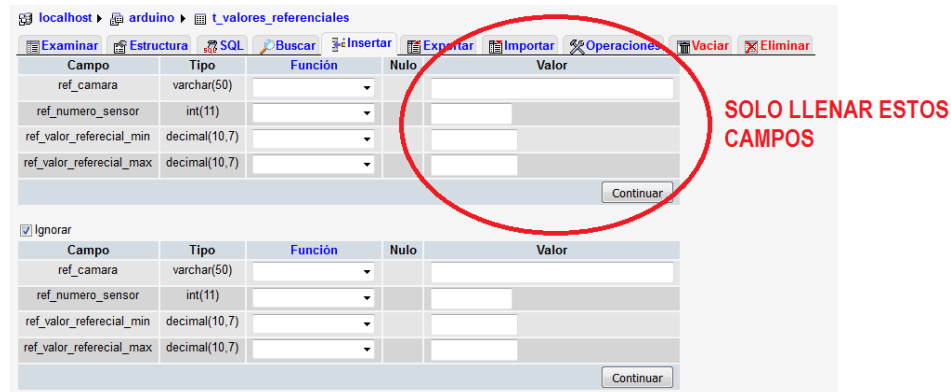 localhost ▸ arduino ▸ t_valores_referenciales
Examinar Estructura SQL Buscar Insertar Exportar Importar Operaciones Vaciar Eliminar
Campo Tipo Función Nulo Valor
ref_camara varchar(50)
ref_numero_sensor int(11)
ref_valor_referecial_min decimal(10,7)
ref_valor_referecial_max decimal(10,7)
Continuar
SOLO LLENAR ESTOS
CAMPOS
Ignorar
Campo Tipo Función Nulo Valor
ref_camara varchar(50)
ref_numero_sensor int(11)
ref_valor_referecial_min decimal(10,7)
ref_valor_referecial_max decimal(10,7)
Continuar